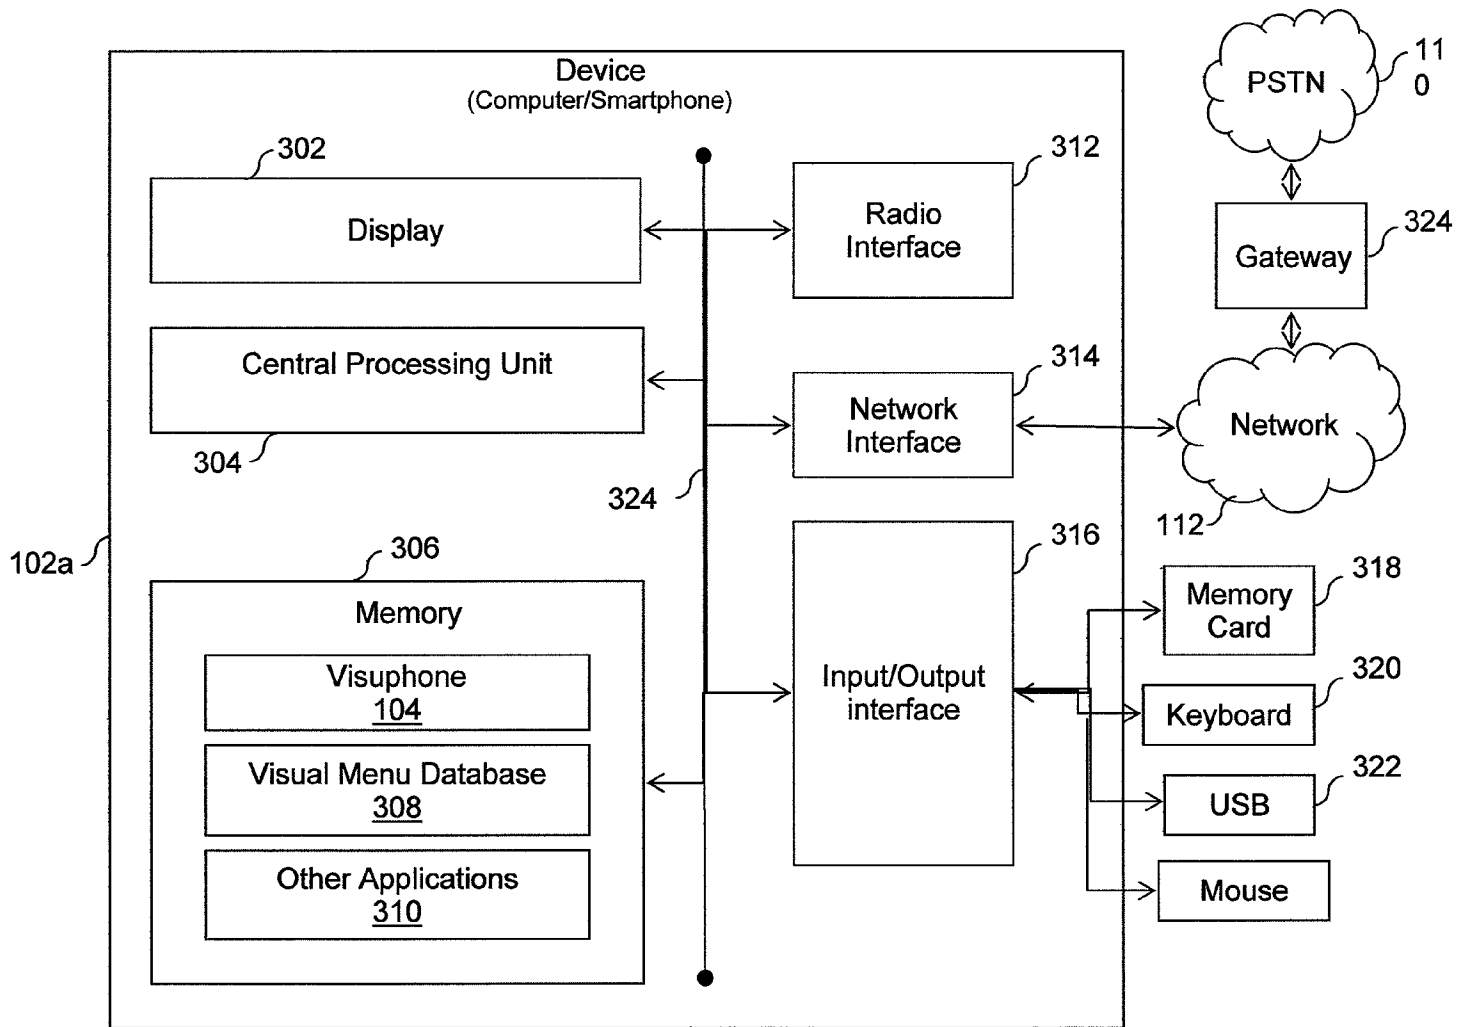 Device
(Computer/Smartphone)
302
Display
Central Processing Unit
304
324
102a
306
Memory
Visuphone
104
Visual Menu Database
308
Other Applications
310
312
Radio
Interface
314
Network
Interface
316
Input/Output
interface
PSTN
11
0
Gateway
324
Network
112
Memory
Card
318
Keyboard
320
USB
322
Mouse